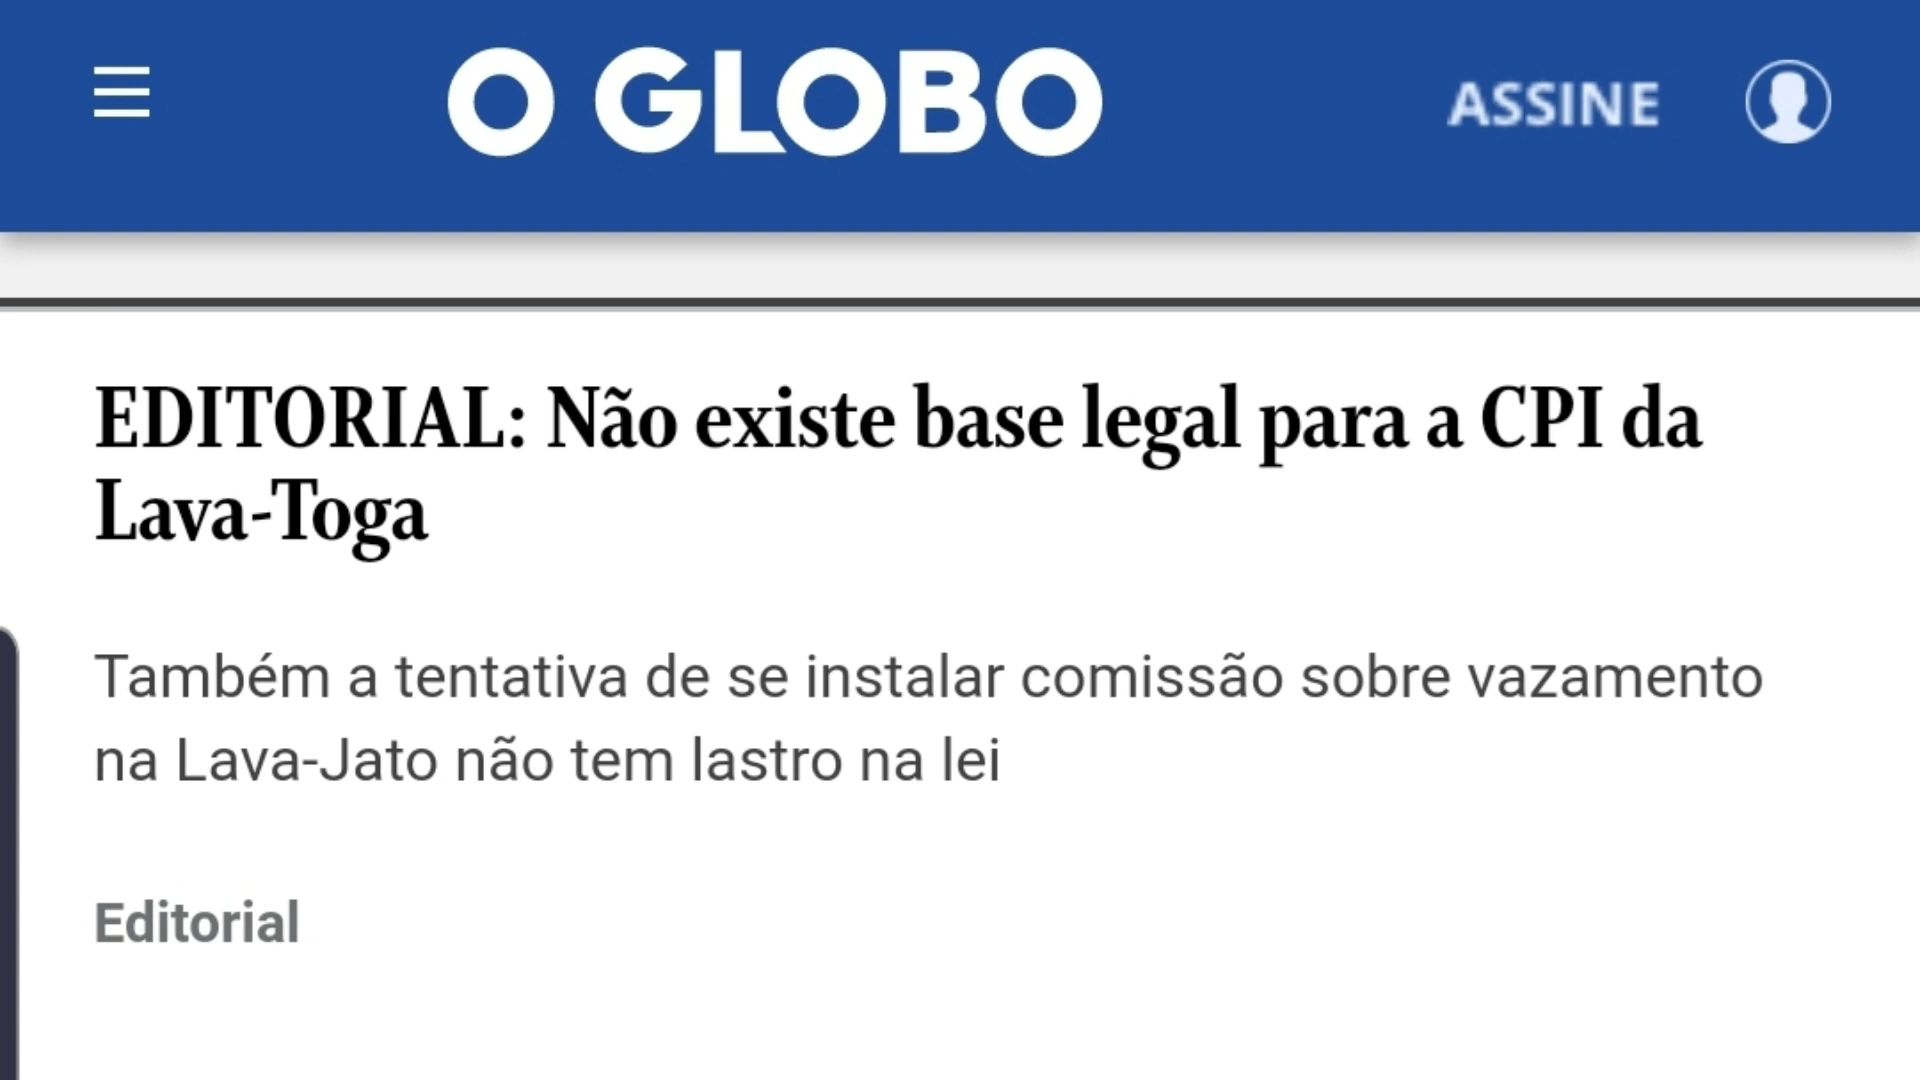 O GLOBO
ASSINE
EDITORIAL: Não existe base legal para a CPI da
Lava-Toga
Também a tentativa de se instalar comissão sobre vazamento
na Lava-Jato não tem lastro na lei
Editorial